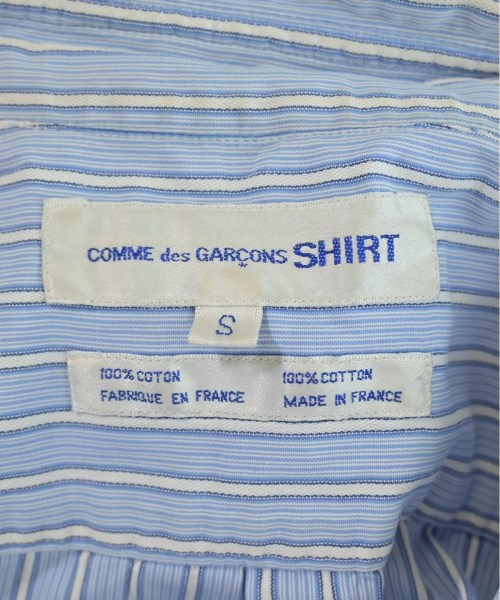 COMME des GARÇONS SHIRT
S
100% COTON 100% COTTON
FABRIQUE EN FRANCE MADE IN FRANCE